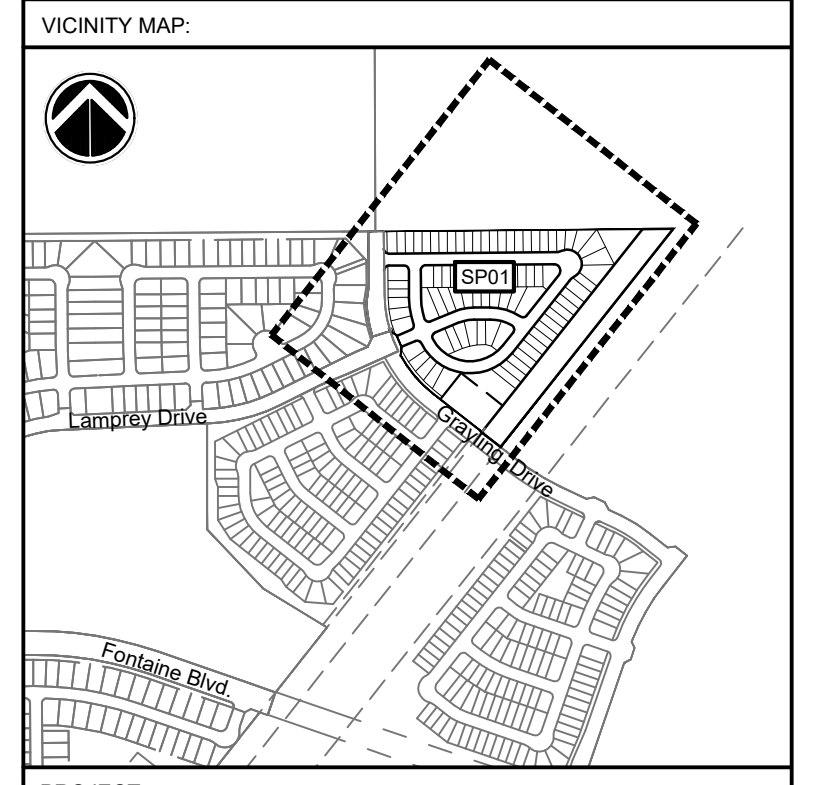 VICINITY MAP:
SP01
Lamprey Drive
Grayling Drive
Fontaine Blvd.